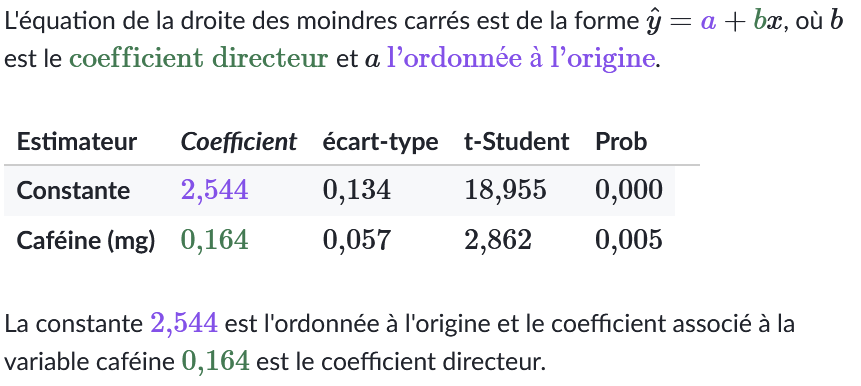 L'équation de la droite des moindres carrés est de la forme ŷ = a + bx, où b
est le coefficient directeur et a l'ordonnée à l'origine.
Estimateur Coefficient écart-type t-Student Prob
Constante 2,544 0,134 18,955 0,000
Caféine (mg) 0,164 0,057 2,862 0,005
La constante 2,544 est l'ordonnée à l'origine et le coefficient associé à la
variable caféine 0,164 est le coefficient directeur.